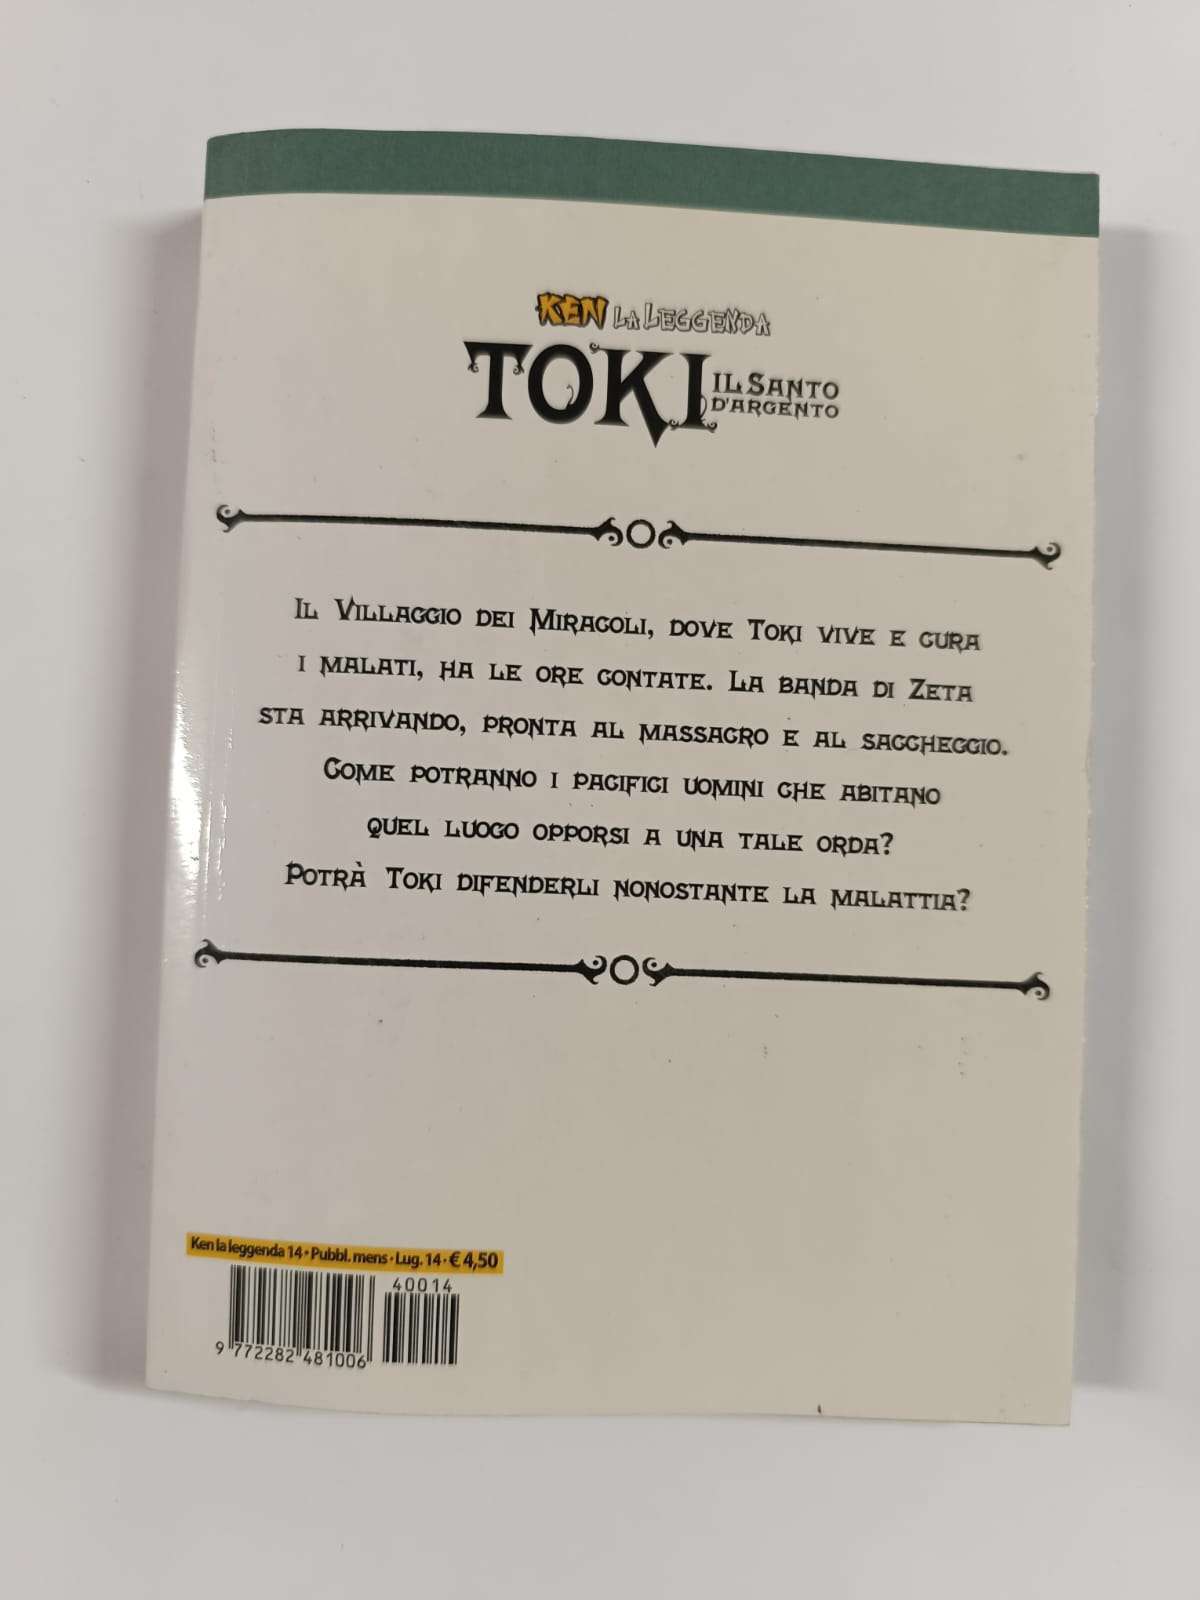 KEN LA LEGGENDA
TOKI IL SANTO D'ARGENTO
IL VILLAGGIO DEI MIRACOLI, DOVE TOKI VIVE E CURA
I MALATI, HA LE ORE CONTATE. LA BANDA DI ZETA
STA ARRIVANDO, PRONTA AL MASSACRO E AL SACCHEGGIO.
COME POTRANNO I PACIFICI UOMINI CHE ABITANO
QUEL LUOGO OPPORSI A UNA TALE ORDA?
POTRÀ TOKI DIFENDERLI NONOSTANTE LA MALATTIA?
Ken la leggenda 14 • Pubbl. mens • Lug. 14 • € 4,50
40014
9 772282 481006